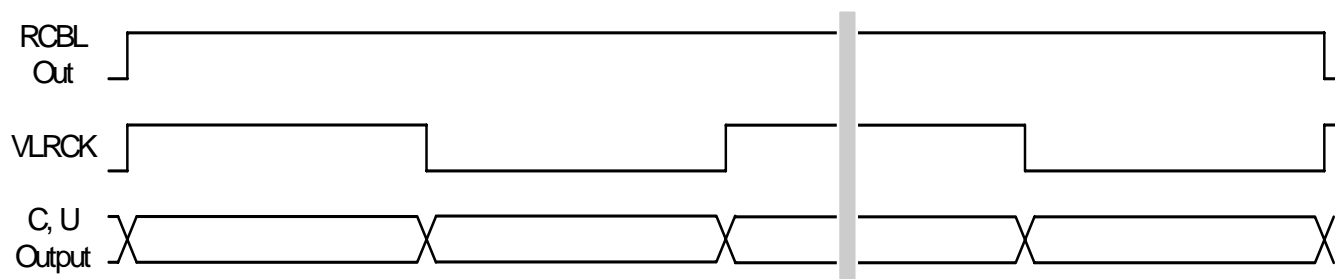 RCBL
Out
VLRCK
C, U
Output